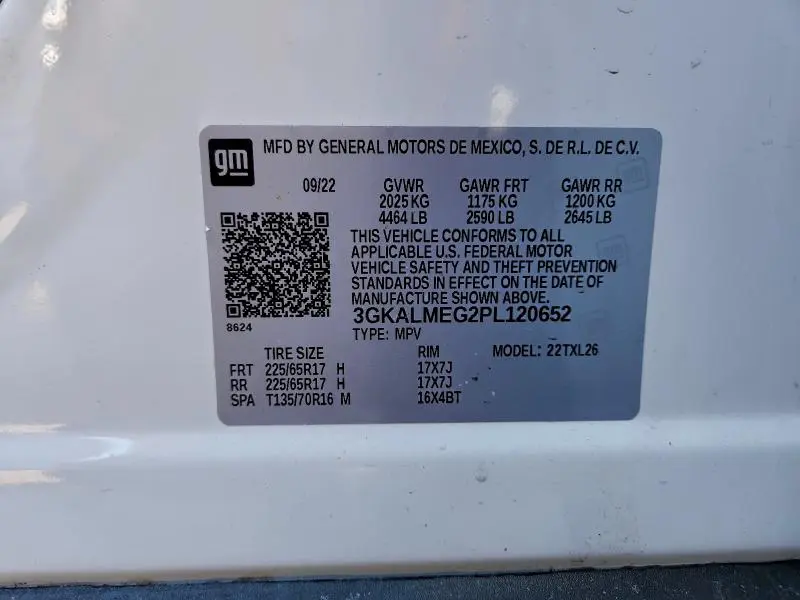 gm MFD BY GENERAL MOTORS DE MEXICO, S. DE R.L. DE C.V.
09/22 GVWR GAWR FRT GAWR RR
2025 KG 1175 KG 1200 KG
4464 LB 2590 LB 2645 LB
THIS VEHICLE CONFORMS TO ALL
APPLICABLE U.S. FEDERAL MOTOR
VEHICLE SAFETY AND THEFT PREVENTION
STANDARDS IN EFFECT ON THE DATE OF
MANUFACTURE SHOWN ABOVE.
3GKALMEG2PL120652
8624
TYPE: MPV
TIRE SIZE RIM MODEL: 22TXL26
FRT 225/65R17 H 17X7J
RR 225/65R17 H 17X7J
SPA T135/70R16 M 16X4BT